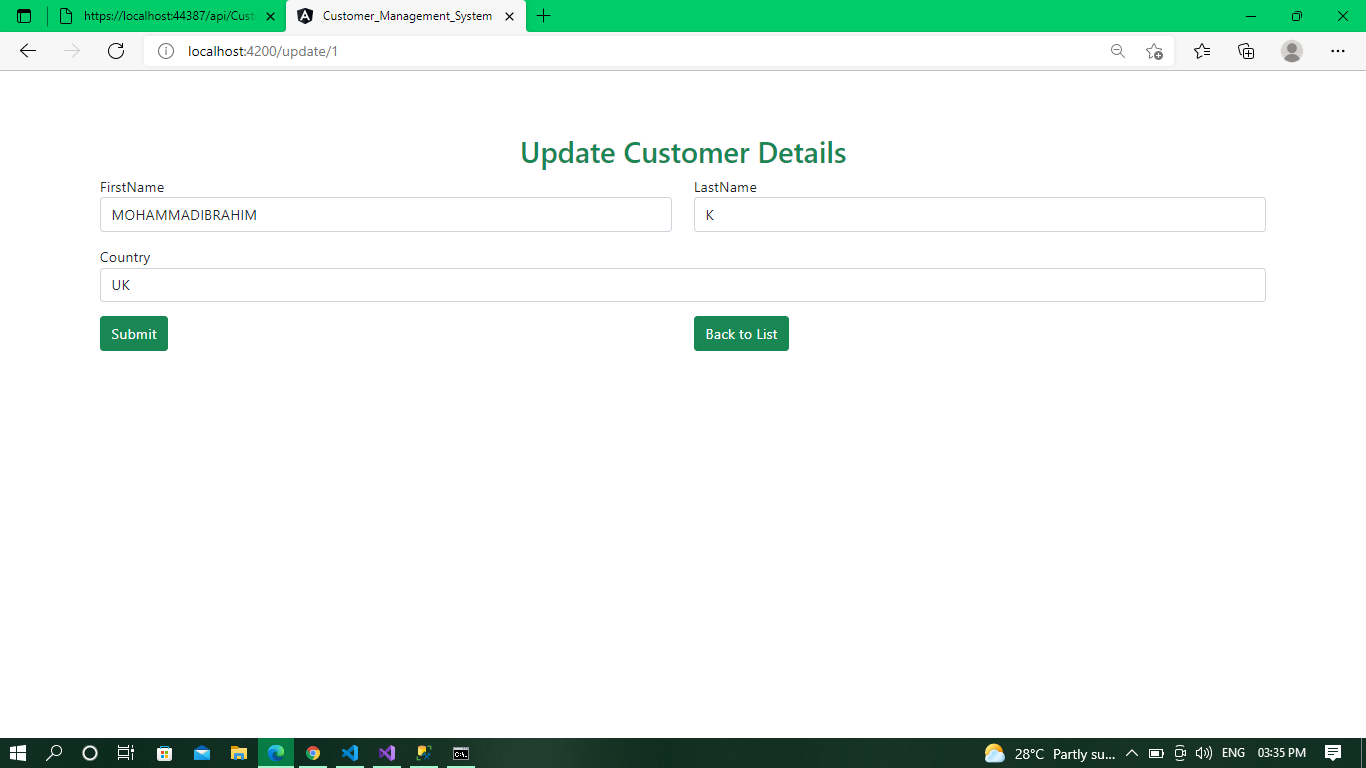 https://localhost:44387/api/Cust
Customer_Management_System
localhost:4200/update/1
Update Customer Details
FirstName LastName
MOHAMMADIBRAHIM K
Country
UK
Submit Back to List
28°C Partly su... ENG 03:35 PM